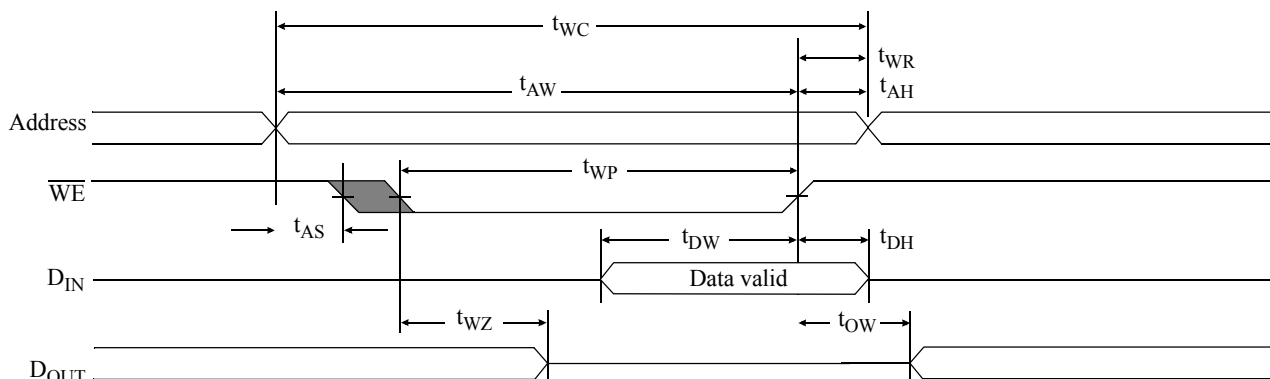 tWC
tWR
tAW
tAH
Address
WE
tWP
tAS
tDW
tDH
DIN
Data valid
tWZ
tOW
DOUT